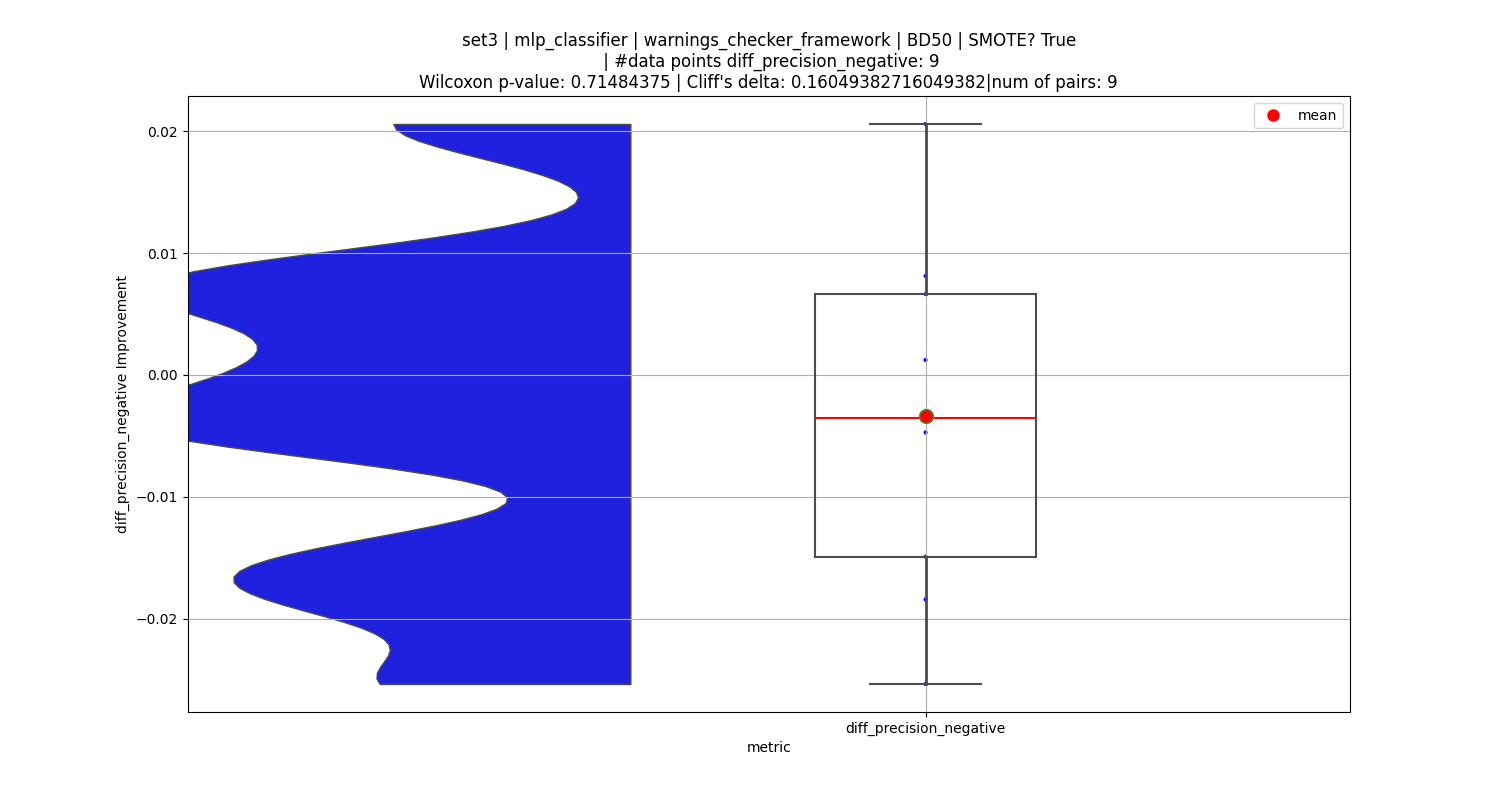 set3 | mlp_classifier | warnings_checker_framework | BD50 | SMOTE? True
| #data points diff_precision_negative: 9
Wilcoxon p-value: 0.71484375 | Cliff's delta: 0.16049382716049382|num of pairs: 9
mean
0.02
0.01
0.00
−0.01
−0.02
diff_precision_negative Improvement
diff_precision_negative
metric